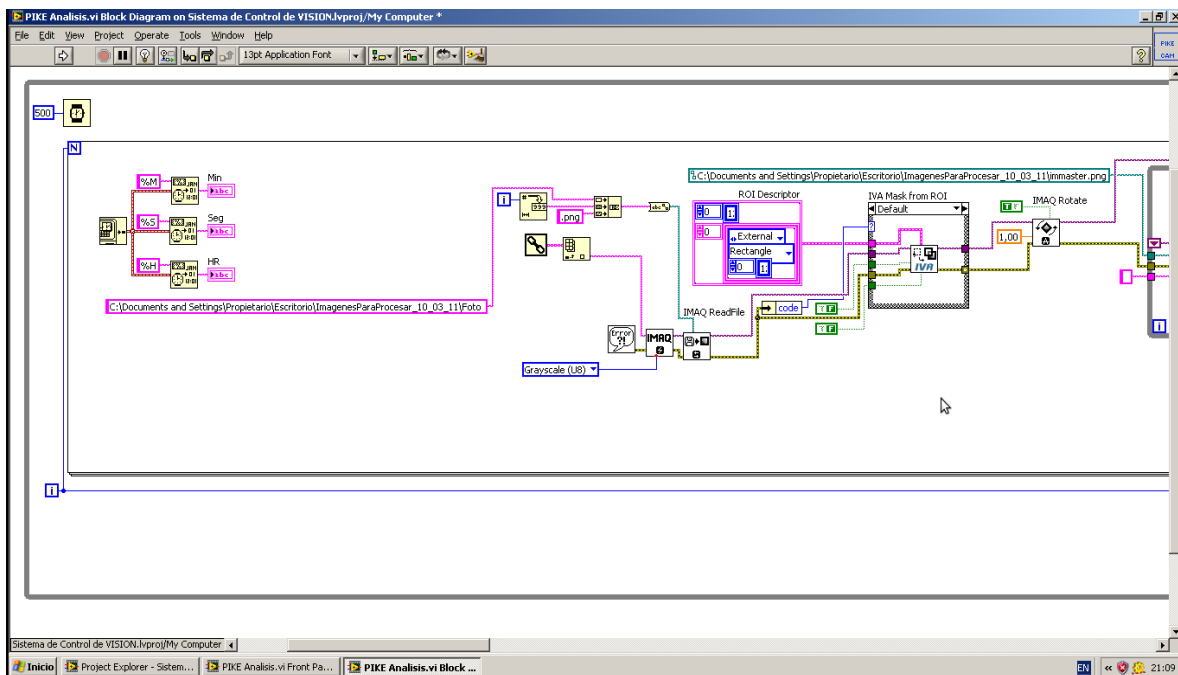 PIKE Analisis.vi Block Diagram on Sistema de Control de VISION.lvproj/My Computer *
File Edit View Project Operate Tools Window Help
13pt Application Font
PIKE
CAM
500
N
%M
Min
abc
%S
Seg
abc
%H
HR
abc
C:\Documents and Settings\Propietario\Escritorio\ImagenesParaProcesar_10_03_11\Foto
i
.png
C:\Documents and Settings\Propietario\Escritorio\ImagenesParaProcesar_10_03_11\immaster.png
ROI Descriptor
0
0
External
Rectangle
0
IVA Mask from ROI
Default
IVA
IMAQ Rotate
T F
1,00
IMAQ ReadFile
code
T F
T F
Error
?!
IMAQ
Grayscale (U8)
i
i
Sistema de Control de VISION.lvproj/My Computer
Inicio
Project Explorer - Sistem...
PIKE Analisis.vi Front Pa...
PIKE Analisis.vi Block ...
EN
21:09